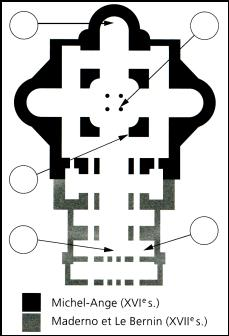 Michel-Ange (XVIe s.)
Maderno et Le Bernin (XVIIe s.)